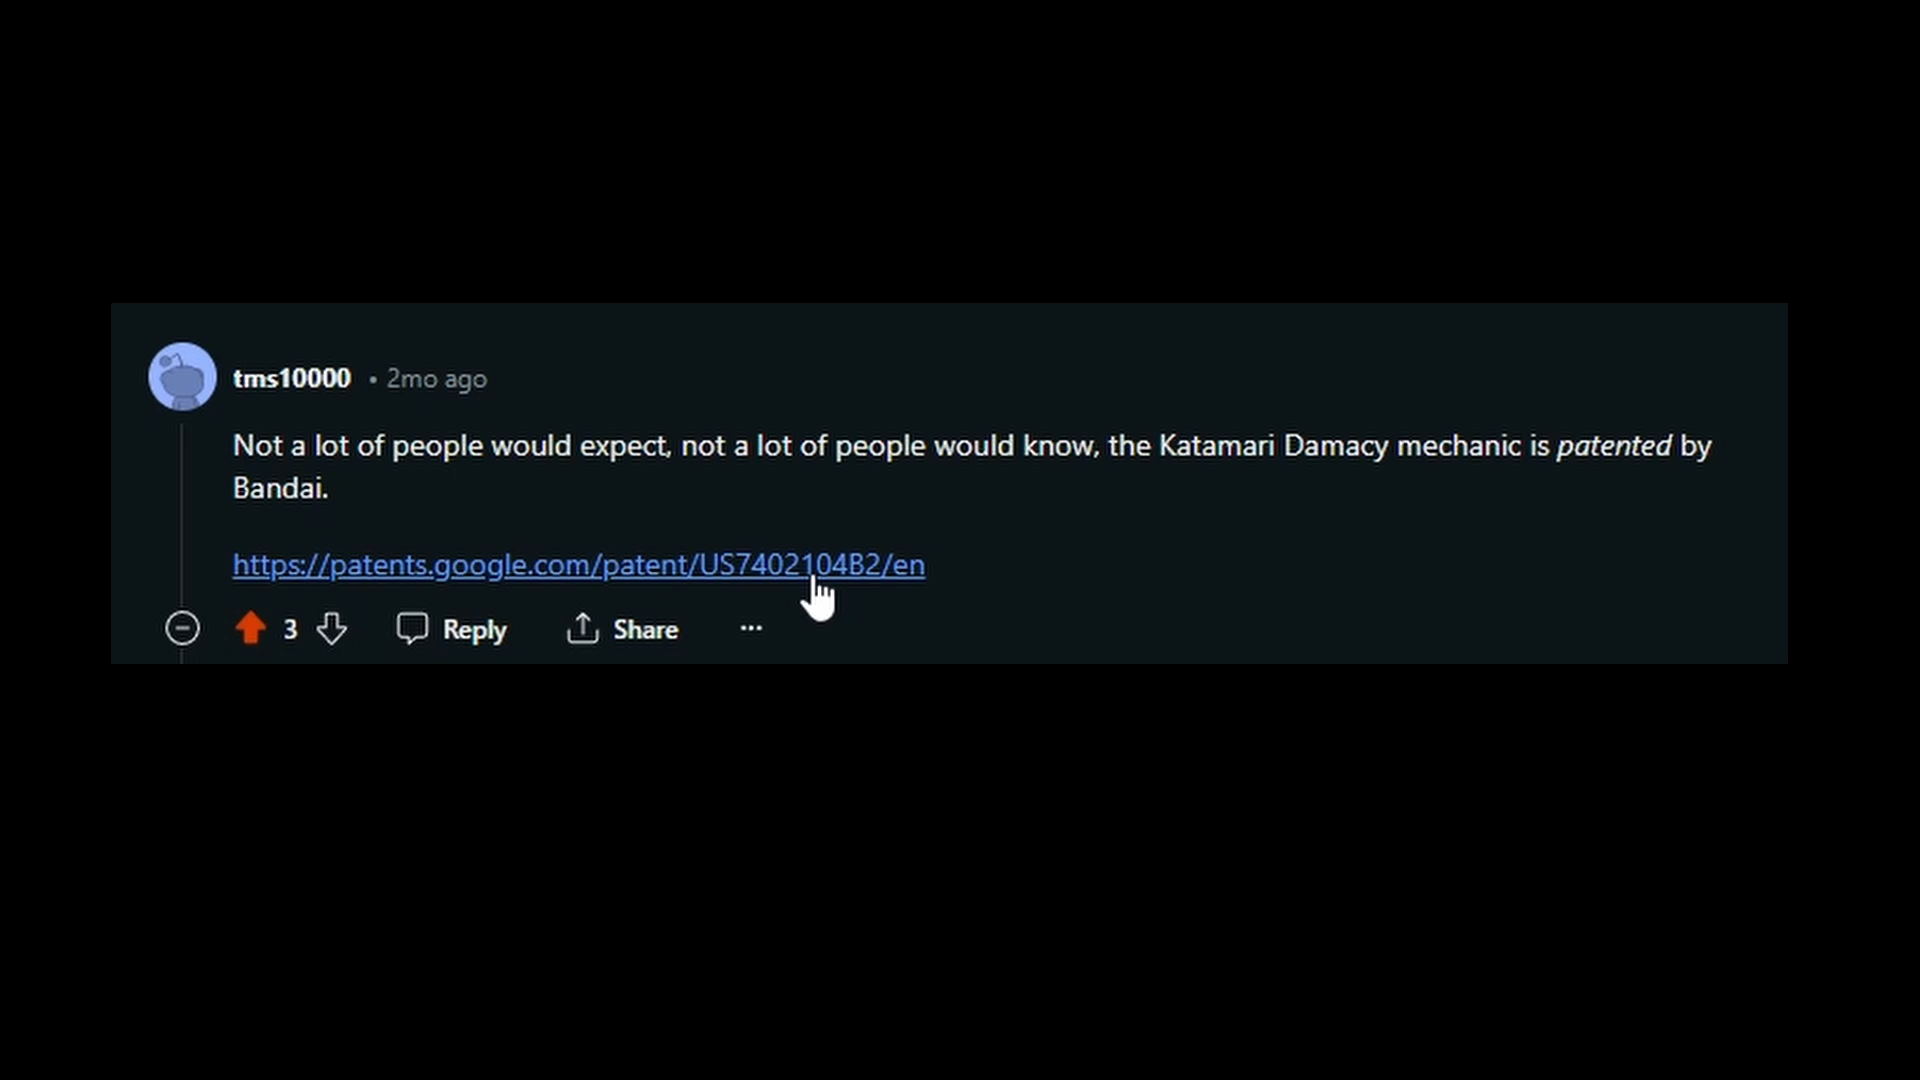 tms10000 • 2mo ago
Not a lot of people would expect, not a lot of people would know, the Katamari Damacy mechanic is patented by
Bandai.
https://patents.google.com/patent/US7402104B2/en
3 Reply Share ...